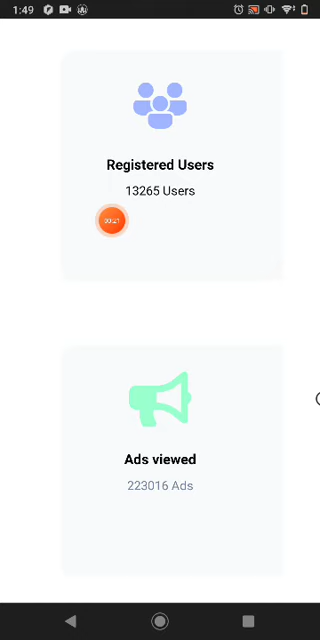 1:49
Registered Users
13265 Users
Ads viewed
223016 Ads